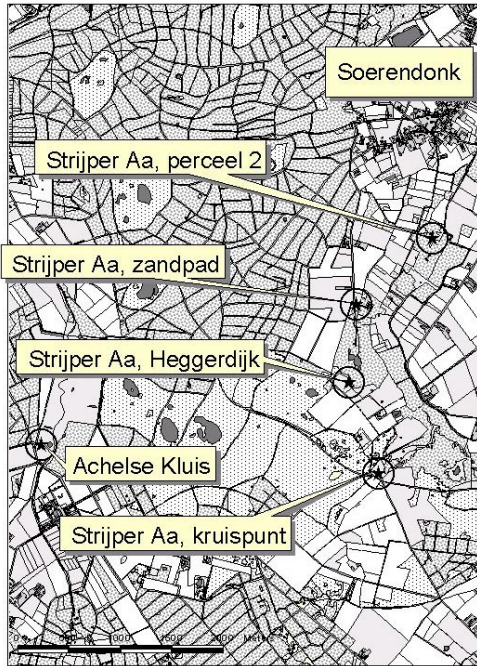 Soerendonk
Strijper Aa, perceel 2
Strijper Aa, zandpad
Strijper Aa, Heggerdijk
Achelse Kluis
Strijper Aa, kruispunt
0 500 1000 1500 2000 Meters